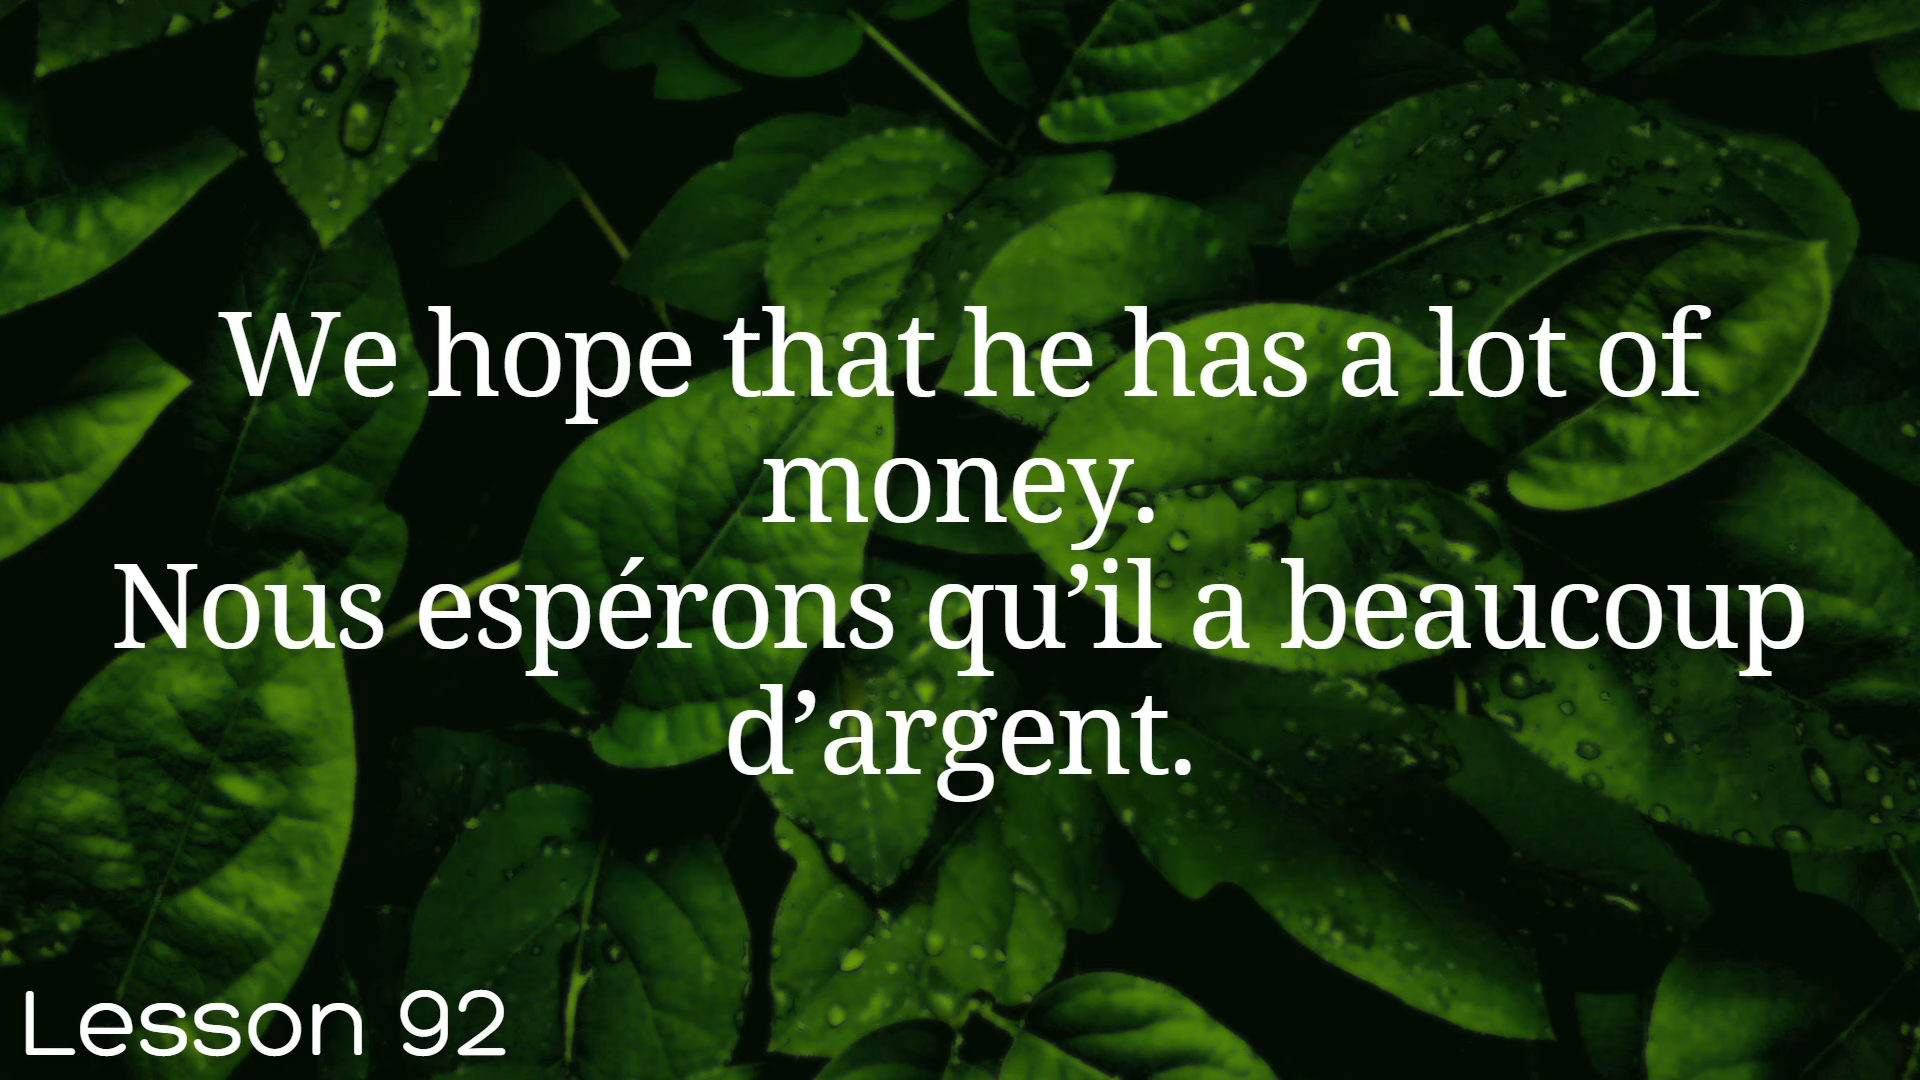 We hope that he has a lot of
money.
Nous espérons qu’il a beaucoup
d’argent.
Lesson 92